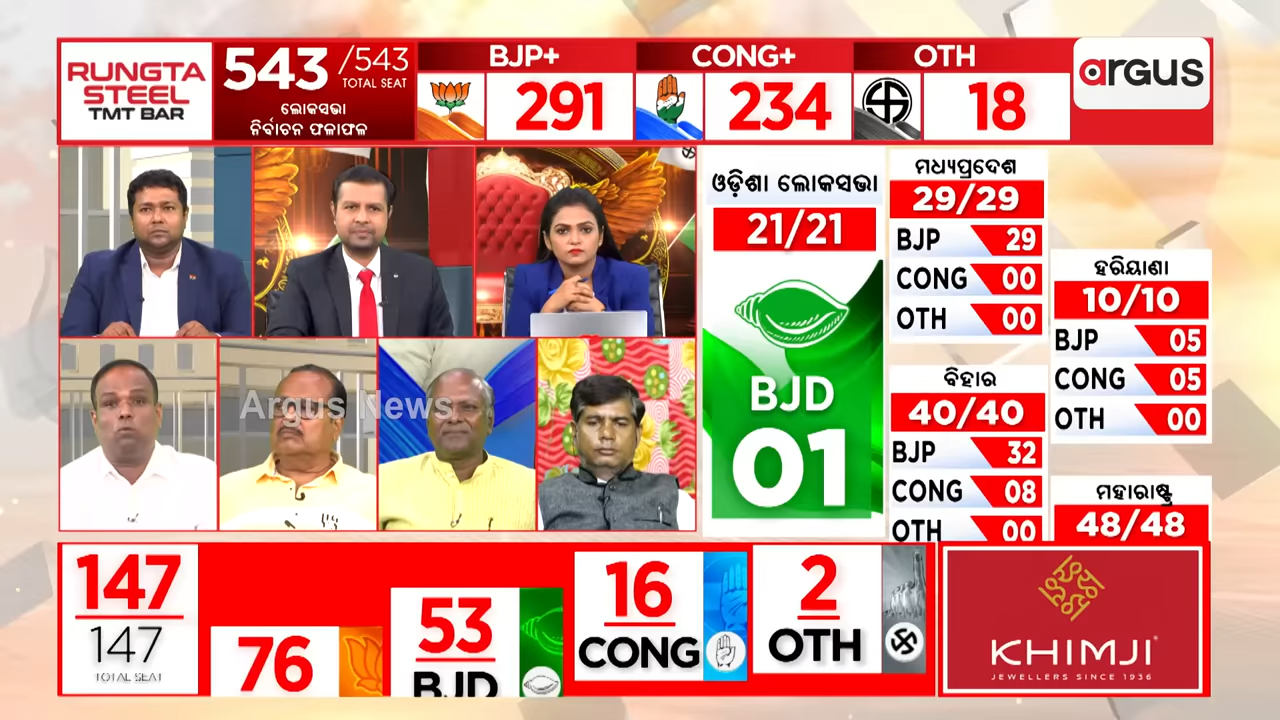 RUNGTA
STEEL
TMT BAR
543/543
TOTAL SEAT
ଲୋକସଭା
ନିର୍ବାଚନ ଫଳାଫଳ
BJP+
291
CONG+
234
OTH
18
argus
Argus News
ଓଡ଼ିଶା ଲୋକସଭା
21/21
BJD
01
ମଧ୍ୟପ୍ରଦେଶ
29/29
BJP 29
CONG 00
OTH 00
ବିହାର
40/40
BJP 32
CONG 08
OTH 00
ହରିୟାଣା
10/10
BJP 05
CONG 05
OTH 00
ମହାରାଷ୍ଟ୍ର
48/48
147
147
TOTAL SEAT
76
53
BJD
16
CONG
2
OTH
KHIMJI
JEWELLERS SINCE 1936